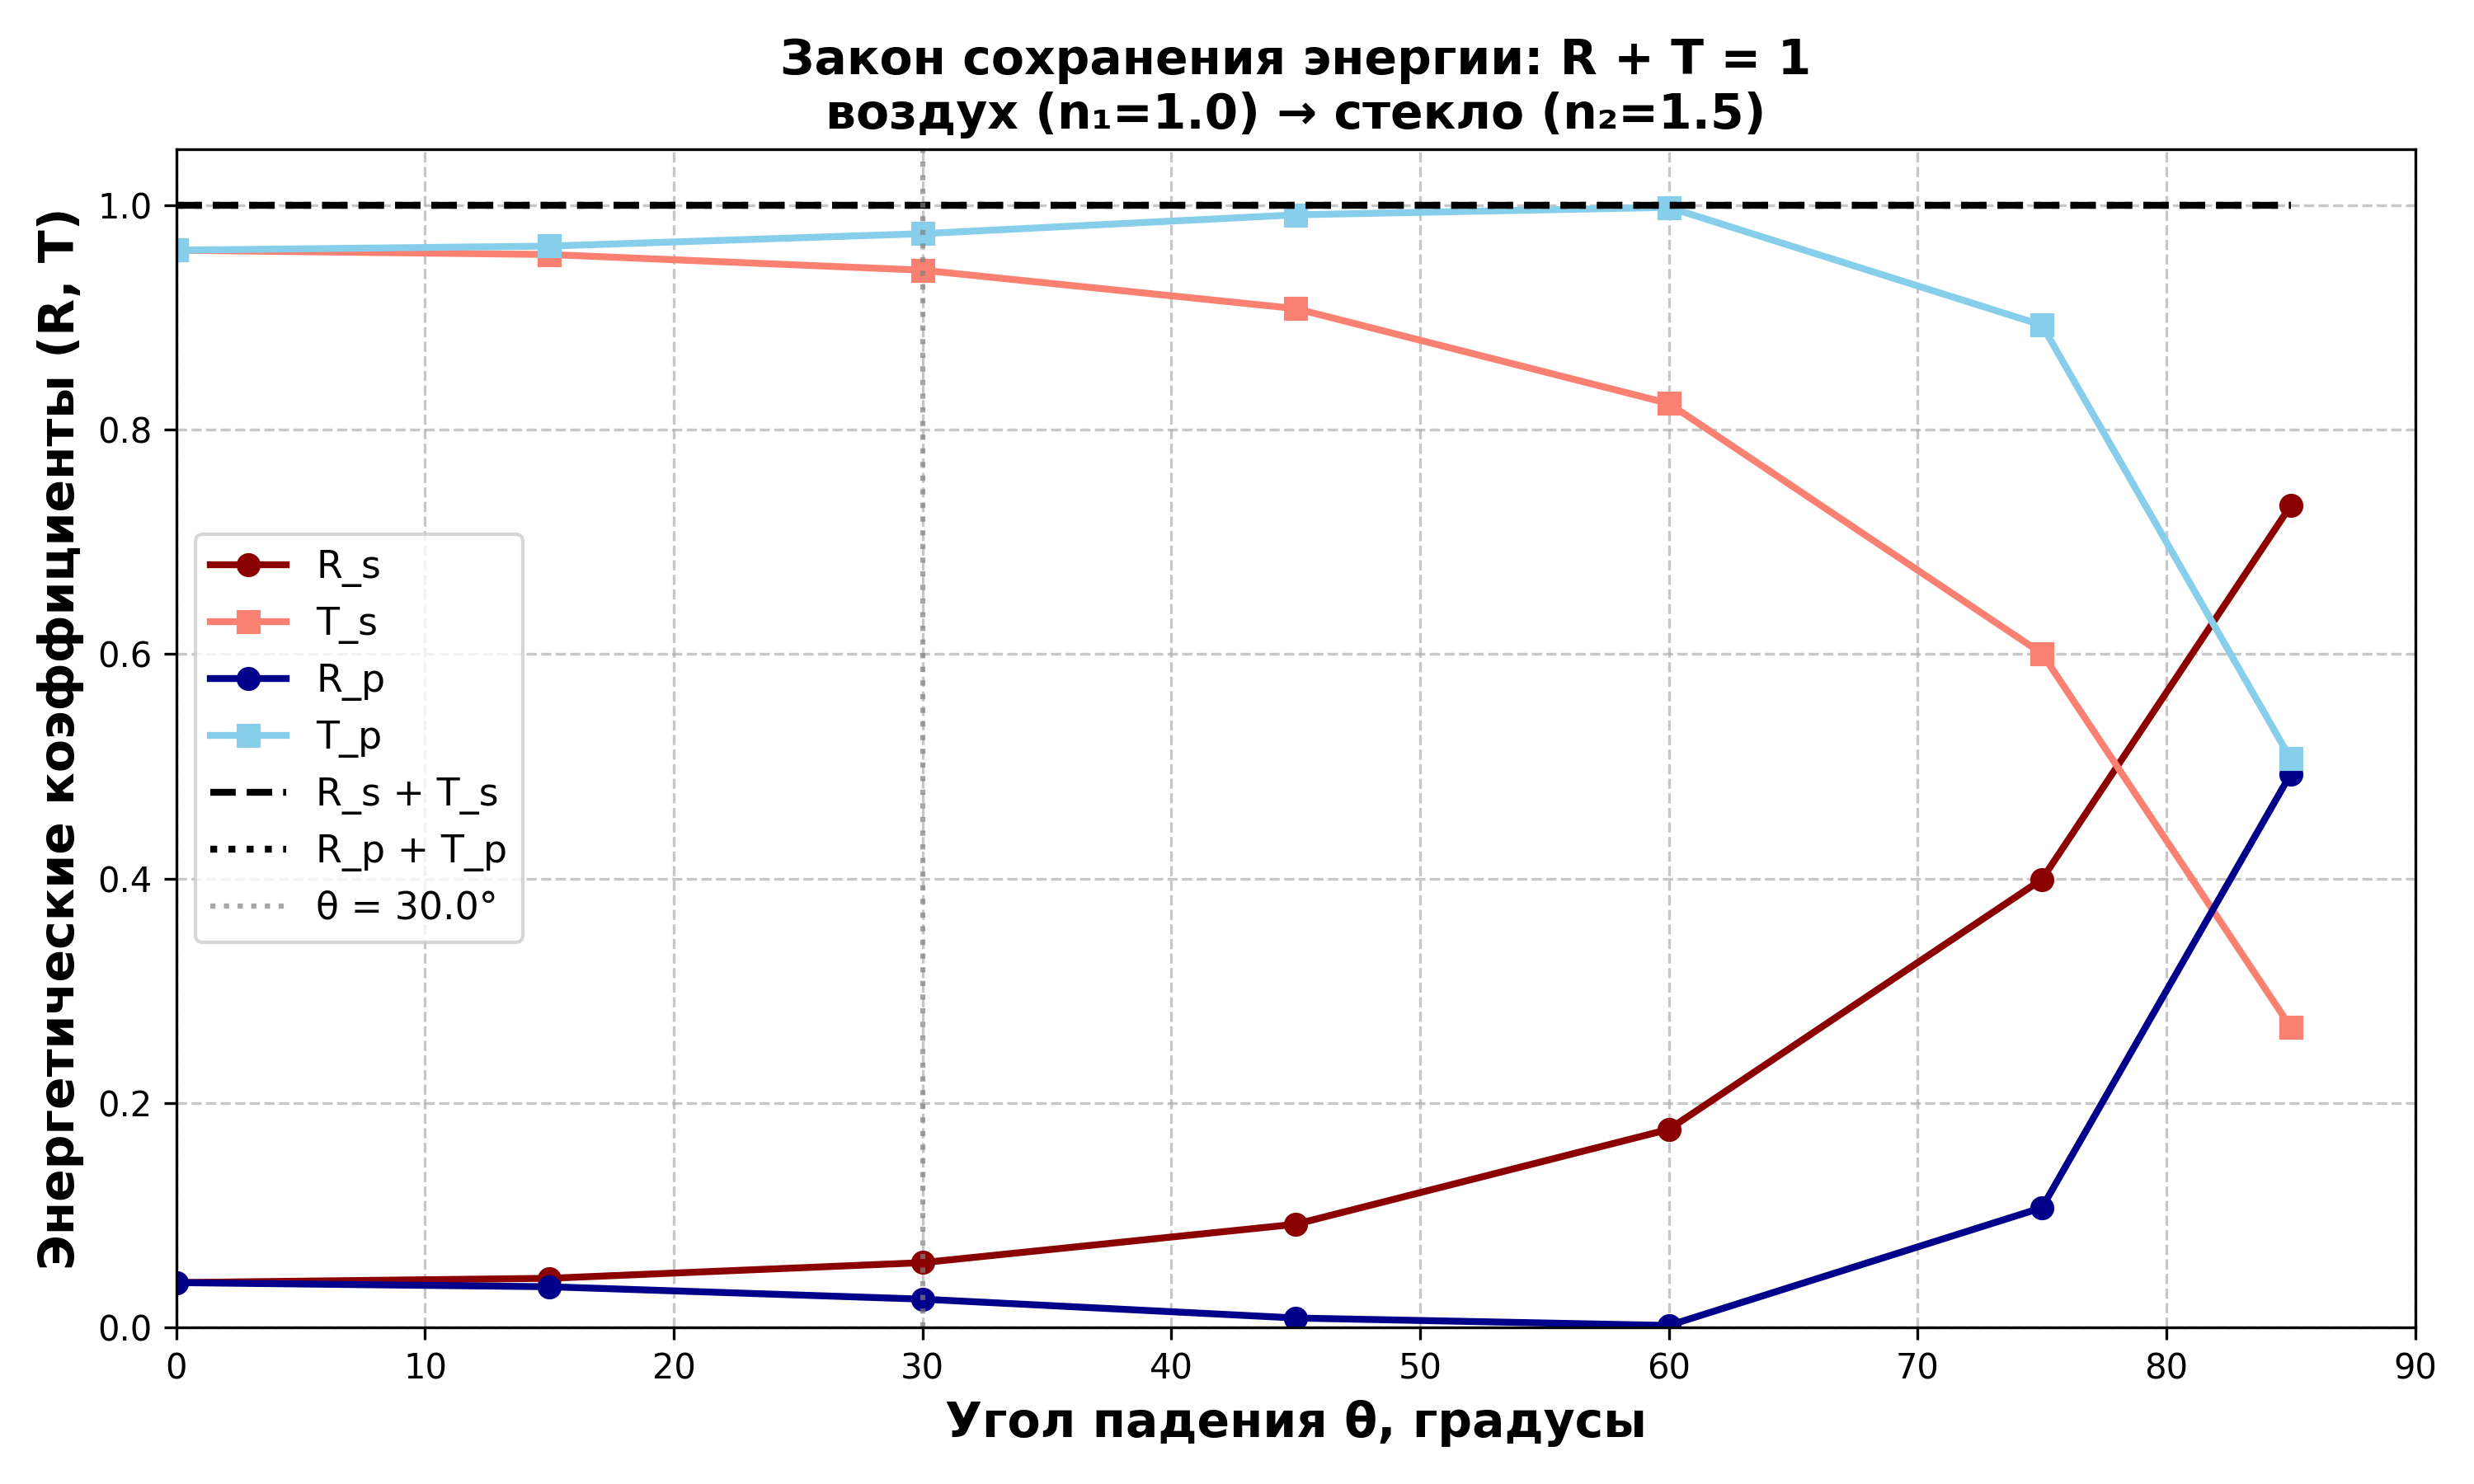 Закон сохранения энергии: R + T = 1
воздух (n₁=1.0) → стекло (n₂=1.5)
Энергетические коэффициенты (R, T)
1.0
0.8
0.6
0.4
0.2
0.0
R_s
T_s
R_p
T_p
R_s + T_s
R_p + T_p
θ = 30.0°
0 10 20 30 40 50 60 70 80 90
Угол падения θ, градусы